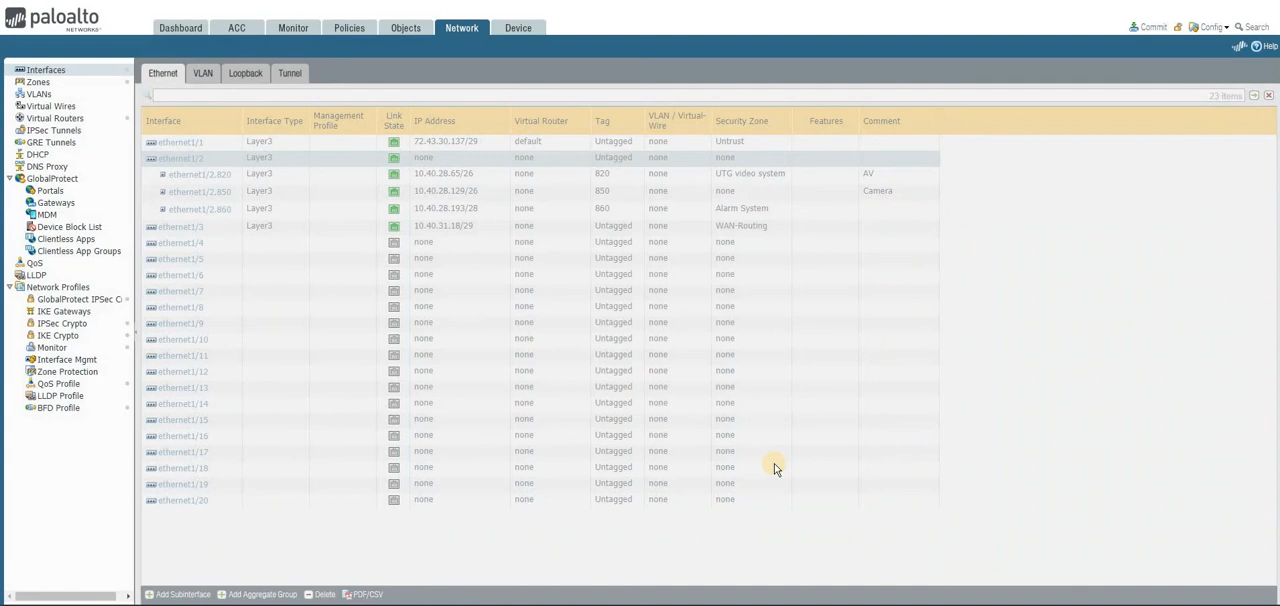 paloalto
NETWORKS
Dashboard ACC Monitor Policies Objects Network Device
Commit Config Search
Help
Interfaces
Zones
VLANs
Virtual Wires
Virtual Routers
IPSec Tunnels
GRE Tunnels
DHCP
DNS Proxy
GlobalProtect
Portals
Gateways
MDM
Device Block List
Clientless Apps
Clientless App Groups
QoS
LLDP
Network Profiles
GlobalProtect IPSec C
IKE Gateways
IPSec Crypto
IKE Crypto
Monitor
Interface Mgmt
Zone Protection
QoS Profile
LLDP Profile
BFD Profile
Ethernet VLAN Loopback Tunnel
23 items
Interface Interface Type Management Profile Link State IP Address Virtual Router Tag VLAN / Virtual-Wire Security Zone Features Comment
ethernet1/1 Layer3 72.43.30.137/29 default Untagged none Untrust
ethernet1/2 Layer3 none none Untagged none none
ethernet1/2.820 Layer3 10.40.28.65/26 none 820 none UTG video system AV
ethernet1/2.850 Layer3 10.40.28.129/26 none 850 none none Camera
ethernet1/2.860 Layer3 10.40.28.193/28 none 860 none Alarm System
ethernet1/3 Layer3 10.40.31.18/29 none Untagged none WAN-Routing
ethernet1/4 none none Untagged none none
ethernet1/5 none none Untagged none none
ethernet1/6 none none Untagged none none
ethernet1/7 none none Untagged none none
ethernet1/8 none none Untagged none none
ethernet1/9 none none Untagged none none
ethernet1/10 none none Untagged none none
ethernet1/11 none none Untagged none none
ethernet1/12 none none Untagged none none
ethernet1/13 none none Untagged none none
ethernet1/14 none none Untagged none none
ethernet1/15 none none Untagged none none
ethernet1/16 none none Untagged none none
ethernet1/17 none none Untagged none none
ethernet1/18 none none Untagged none none
ethernet1/19 none none Untagged none none
ethernet1/20 none none Untagged none none
Add Subinterface Add Aggregate Group Delete PDF/CSV